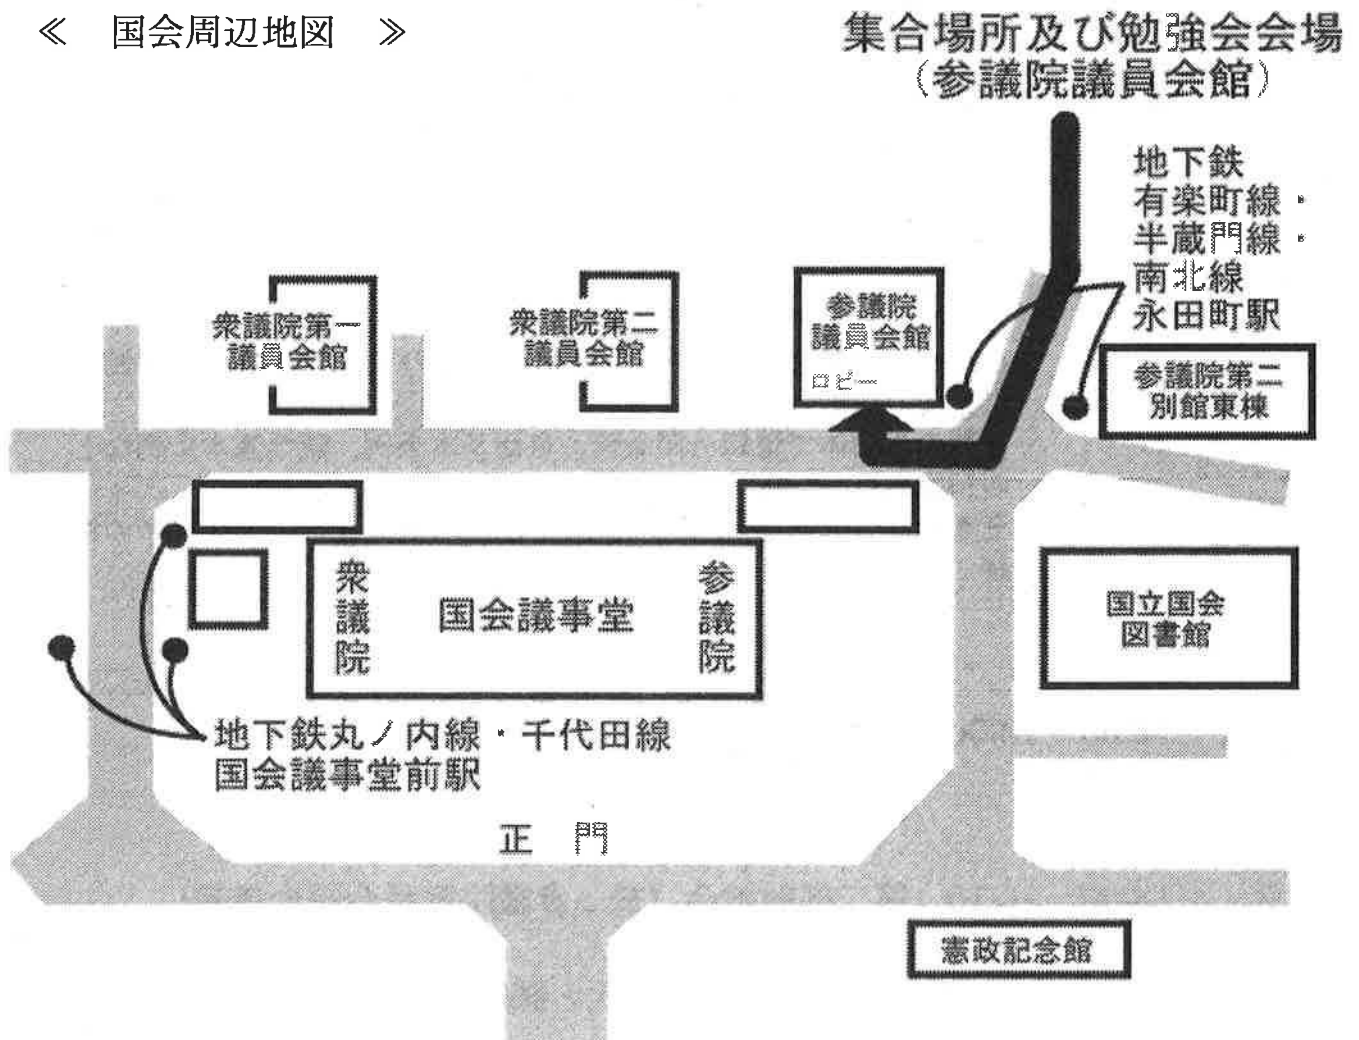 ≪　国会周辺地図　≫
集合場所及び勉強会会場
（参議院議員会館）
地下鉄
有楽町線・
半蔵門線・
南北線
永田町駅
衆議院第一
議員会館
衆議院第二
議員会館
参議院
議員会館
ロビー
参議院第二
別館東棟
衆議院
国会議事堂
参議院
国立国会
図書館
地下鉄丸ノ内線・千代田線
国会議事堂前駅
正　門
憲政記念館